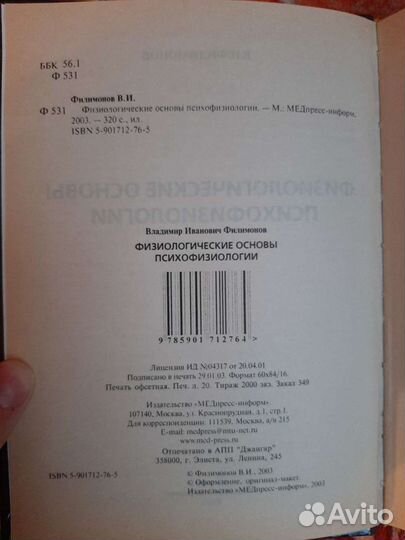 ББК 56.1
Ф 531
Филимонов В.И.
Ф 531 Физиологические основы психофизиологии. — М.: МЕДпресс-информ,
2003. — 320 с., ил.
ISBN 5-901712-76-5
Владимир Иванович Филимонов
ФИЗИОЛОГИЧЕСКИЕ ОСНОВЫ
ПСИХОФИЗИОЛОГИИ
9 785901 712764 >
Лицензия ИД №04317 от 20.04.01
Подписано в печать 29.01.03. Формат 60х84/16.
Печать офсетная. Печ. л. 20. Тираж 2000 экз. Заказ 349
Издательство «МЕДпресс-информ»
107140, Москва, ул. Краснопрудная, д.1, стр.1.
Для корреспонденции: 111539, Москва, а/я 215
E-mail: medpress@mtu-net.ru
www.med-press.ru
Отпечатано в АПП "Джангар"
358000, г. Элиста, ул. Ленина, 245
© Филимонов В.И., 2003
ISBN 5-901712-76-5 © Оформление, оригинал-макет
Издательство «МЕДпресс-информ», 2003
Avito